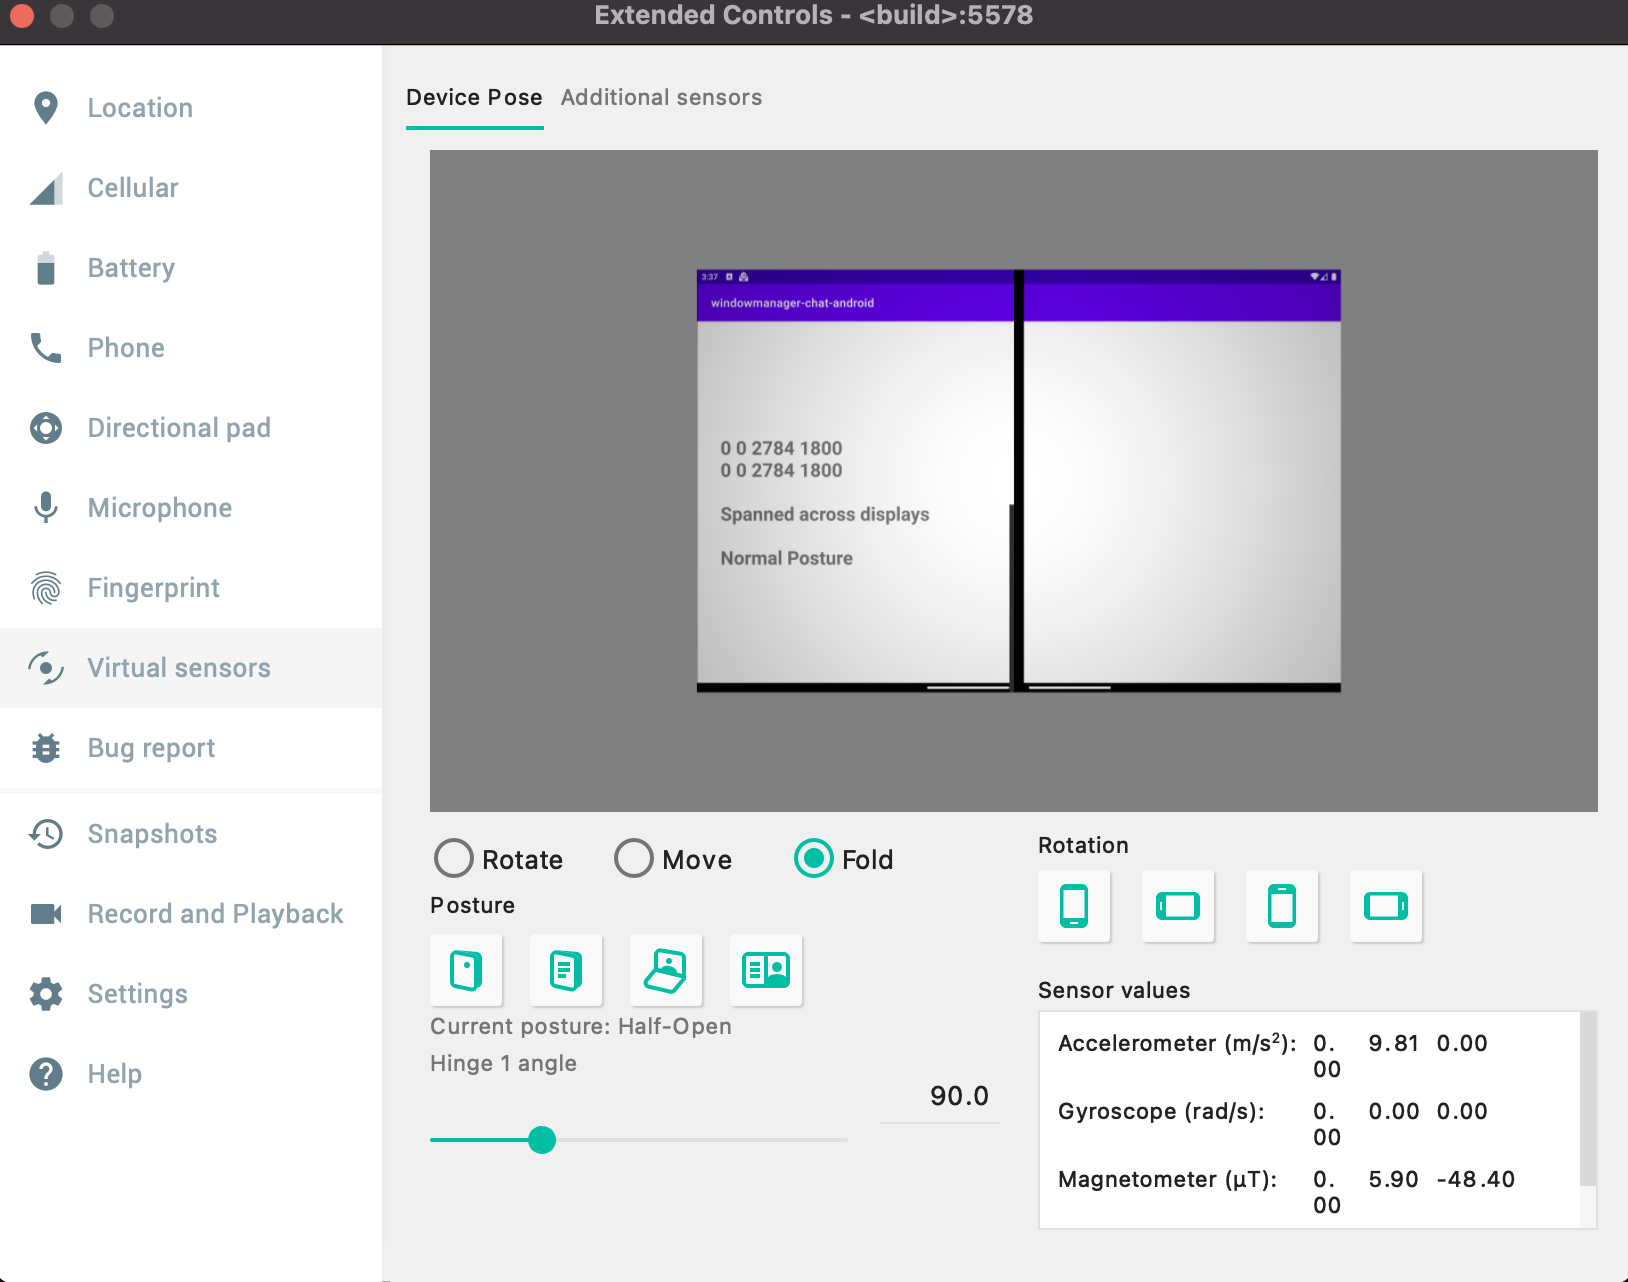 Extended Controls - <build>:5578
Location
Cellular
Battery
Phone
Directional pad
Microphone
Fingerprint
Virtual sensors
Bug report
Snapshots
Record and Playback
Settings
Help
Device Pose
Additional sensors
3:37
windowmanager-chat-android
0 0 2784 1800
0 0 2784 1800
Spanned across displays
Normal Posture
Rotate
Move
Fold
Posture
Current posture: Half-Open
Hinge 1 angle
90.0
Rotation
Sensor values
Accelerometer (m/s²): 0.00 9.81 0.00
Gyroscope (rad/s): 0.00 0.00 0.00
Magnetometer (μT): 0.00 5.90 -48.40